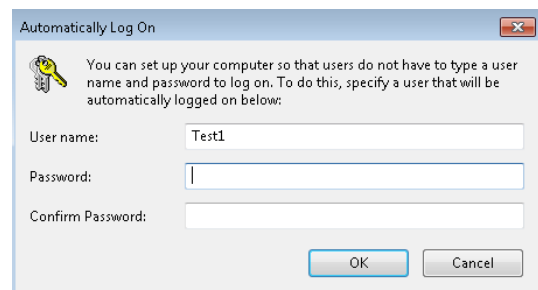 Automatically Log On
You can set up your computer so that users do not have to type a user
name and password to log on. To do this, specify a user that will be
automatically logged on below:
User name:
Test1
Password:
Confirm Password:
OK
Cancel